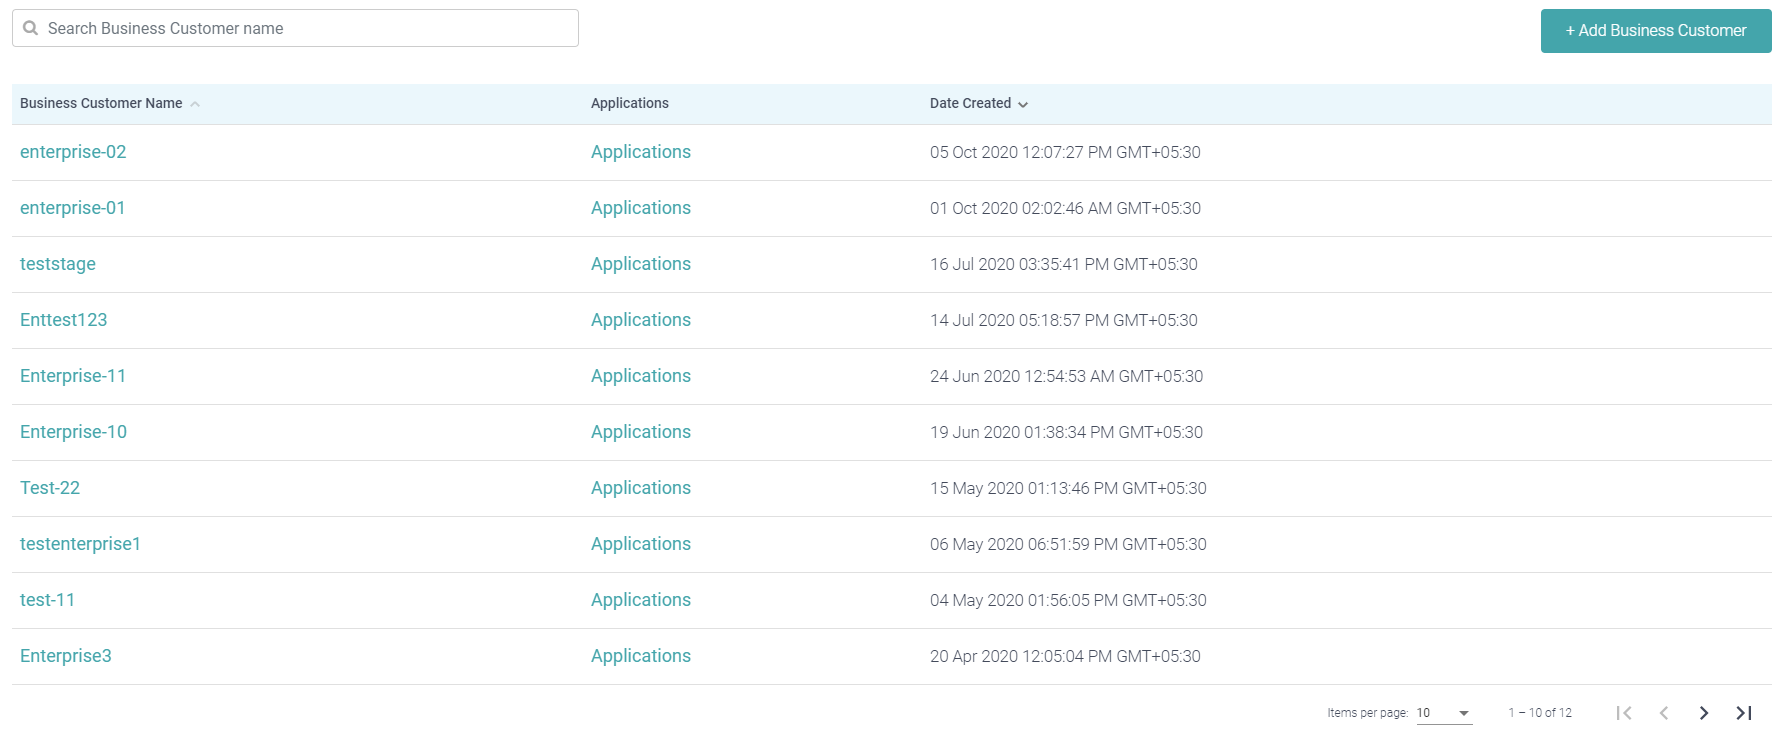 Search Business Customer name
+ Add Business Customer
Business Customer Name Applications Date Created
enterprise-02 Applications 05 Oct 2020 12:07:27 PM GMT+05:30
enterprise-01 Applications 01 Oct 2020 02:02:46 AM GMT+05:30
teststage Applications 16 Jul 2020 03:35:41 PM GMT+05:30
Enttest123 Applications 14 Jul 2020 05:18:57 PM GMT+05:30
Enterprise-11 Applications 24 Jun 2020 12:54:53 AM GMT+05:30
Enterprise-10 Applications 19 Jun 2020 01:38:34 PM GMT+05:30
Test-22 Applications 15 May 2020 01:13:46 PM GMT+05:30
testenterprise1 Applications 06 May 2020 06:51:59 PM GMT+05:30
test-11 Applications 04 May 2020 01:56:05 PM GMT+05:30
Enterprise3 Applications 20 Apr 2020 12:05:04 PM GMT+05:30
Items per page: 10 1 – 10 of 12